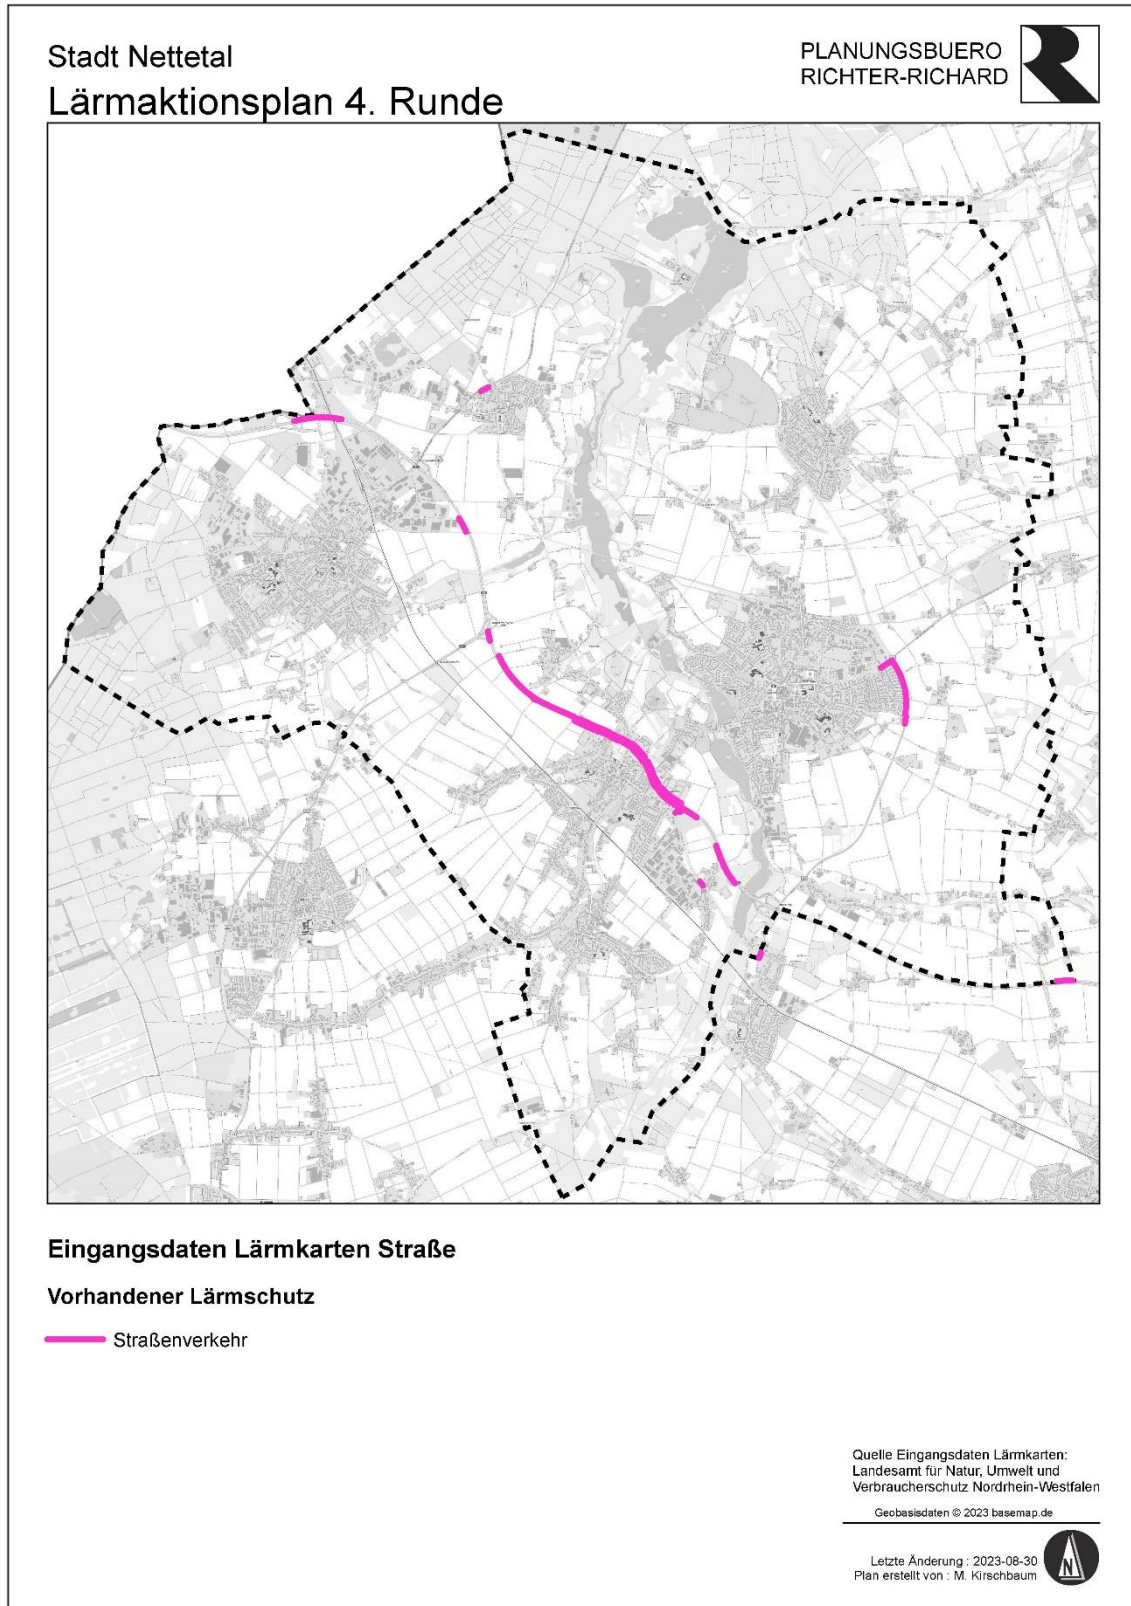 Stadt Nettetal
Lärmaktionsplan 4. Runde
PLANUNGSBUERO
RICHTER-RICHARD
Eingangsdaten Lärmkarten Straße
Vorhandener Lärmschutz
Straßenverkehr
Quelle Eingangsdaten Lärmkarten:
Landesamt für Natur, Umwelt und
Verbraucherschutz Nordrhein-Westfalen
Geobasisdaten © 2023 basemap.de
Letzte Änderung : 2023-08-30
Plan erstellt von : M. Kirschbaum
N